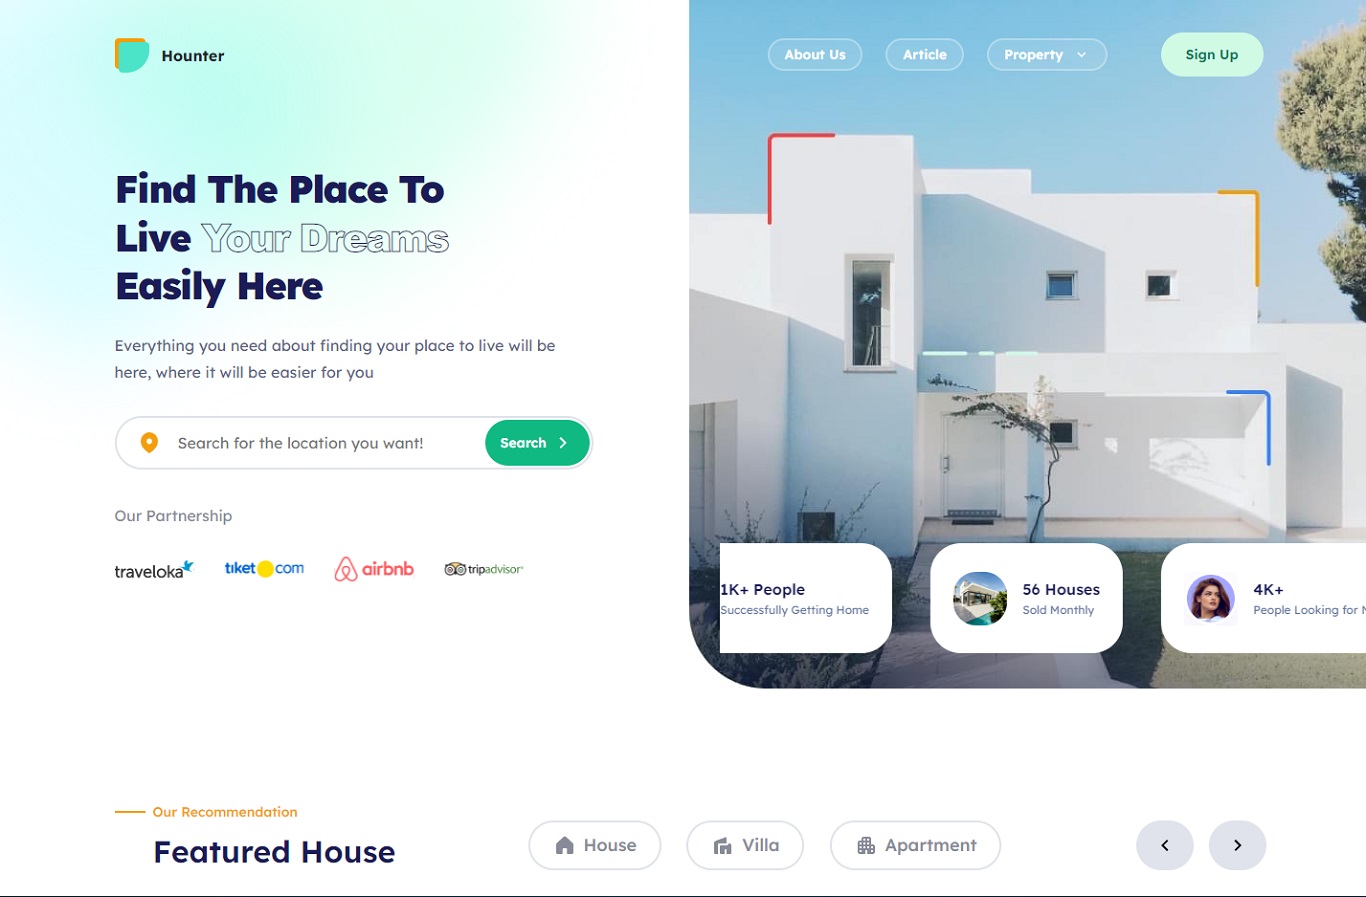 Hounter
About Us
Article
Property
Sign Up
Find The Place To
Live Your Dreams
Easily Here
Everything you need about finding your place to live will be
here, where it will be easier for you
Search for the location you want!
Search
Our Partnership
traveloka
tiket.com
airbnb
tripadvisor
1K+ People
Successfully Getting Home
56 Houses
Sold Monthly
4K+
People Looking for
Our Recommendation
Featured House
House
Villa
Apartment